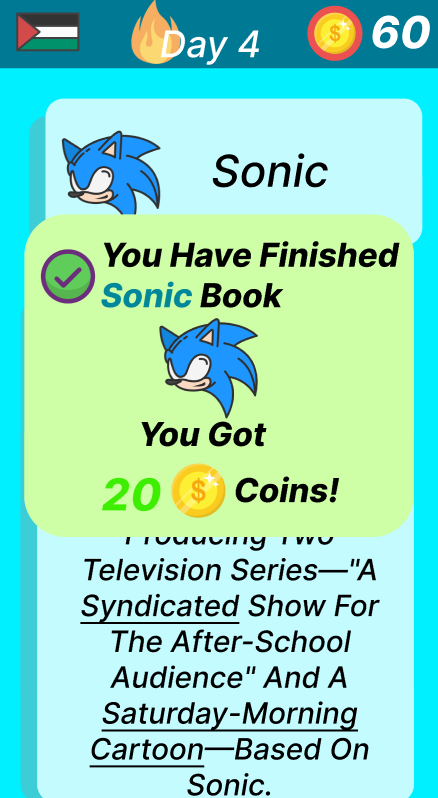 Day 4
60
Sonic
You Have Finished
Sonic Book
You Got
20 Coins!
Producing Two
Television Series—"A
Syndicated Show For
The After-School
Audience" And A
Saturday-Morning
Cartoon—Based On
Sonic.